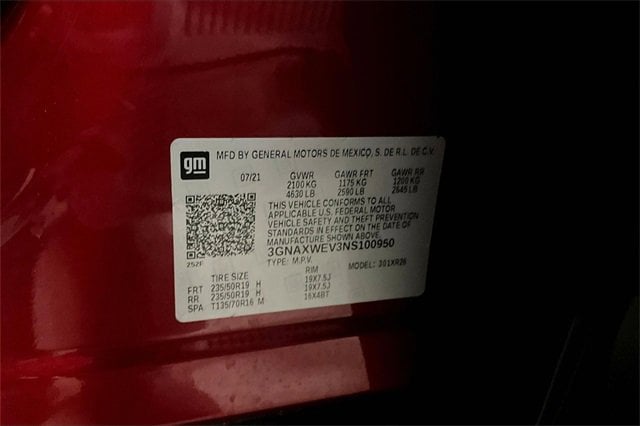 gm
MFD BY GENERAL MOTORS DE MEXICO, S. DE R.L. DE C.V.
07/21 GVWR GAWR FRT GAWR RR
2100 KG 1175 KG 1200 KG
4630 LB 2590 LB 2645 LB
THIS VEHICLE CONFORMS TO ALL
APPLICABLE U.S. FEDERAL MOTOR
VEHICLE SAFETY AND THEFT PREVENTION
STANDARDS IN EFFECT ON THE DATE OF
MANUFACTURE SHOWN ABOVE.
3GNAXWEV3NS100950
252F
TYPE: M.P.V. MODEL: 301XR26
TIRE SIZE RIM
FRT 235/50R19 H 19X7.5J
RR 235/50R19 H 19X7.5J
SPA T135/70R16 M 16X4BT